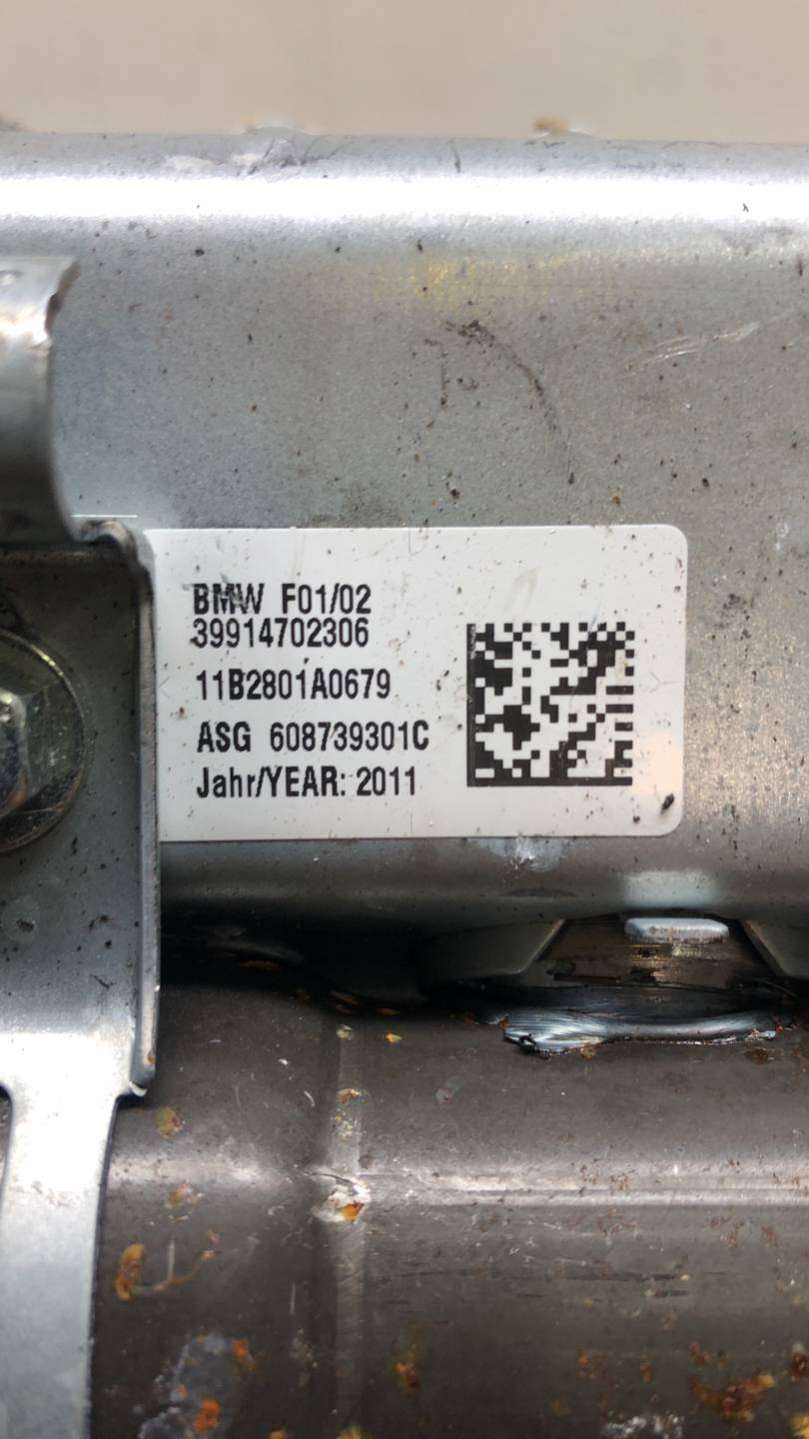 BMW F01/02
39914702306
11B2801A0679
ASG 608739301C
Jahr/YEAR: 2011